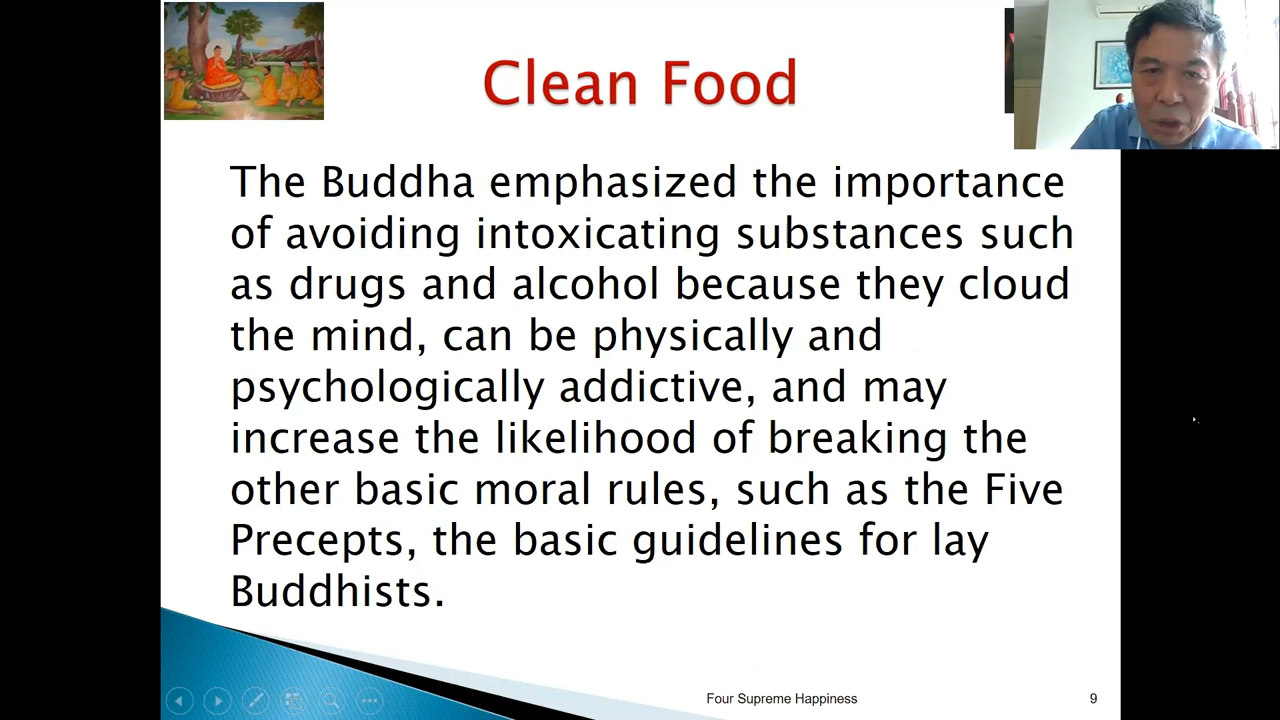 Clean Food
The Buddha emphasized the importance
of avoiding intoxicating substances such
as drugs and alcohol because they cloud
the mind, can be physically and
psychologically addictive, and may
increase the likelihood of breaking the
other basic moral rules, such as the Five
Precepts, the basic guidelines for lay
Buddhists.
Four Supreme Happiness
9